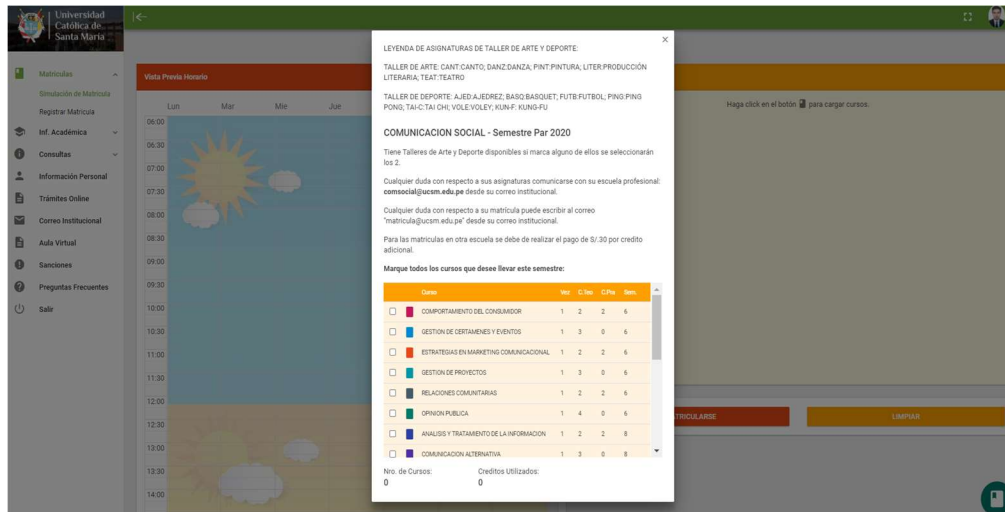 Universidad
Católica de
Santa María
Matriculas
Simulación de Matricula
Registrar Matricula
Inf. Académica
Consultas
Información Personal
Trámites Online
Correo Institucional
Aula Virtual
Sanciones
Preguntas Frecuentes
Salir
Vista Previa Horario
Lun Mar Mie Jue
06:00
06:30
07:00
07:30
08:00
08:30
09:00
09:30
10:00
10:30
11:00
11:30
12:00
12:30
13:00
13:30
14:00
×
LEYENDA DE ASIGNATURAS DE TALLER DE ARTE Y DEPORTE:
TALLER DE ARTE: CANT:CANTO; DANZ:DANZA; PINT:PINTURA; LITER:PRODUCCIÓN
LITERARIA; TEAT:TEATRO
TALLER DE DEPORTE: AJED:AJEDREZ; BASQ:BASQUET; FUTB:FUTBOL; PING:PING
PONG; TAI-C:TAI CHI; VOLE:VOLEY; KUN-F: KUNG-FU
COMUNICACION SOCIAL - Semestre Par 2020
Tiene Talleres de Arte y Deporte disponibles si marca alguno de ellos se seleccionarán
los 2.
Cualquier duda con respecto a sus asignaturas comunicarse con su escuela profesional:
comsocial@ucsm.edu.pe desde su correo institucional.
Cualquier duda con respecto a su matrícula puede escribir al correo
"matricula@ucsm.edu.pe" desde su correo institucional.
Para las matriculas en otra escuela se debe de realizar el pago de S/.30 por credito
adicional.
Marque todos los cursos que desee llevar este semestre:
Curso Vez C.Teo C.Pra Sem.
COMPORTAMIENTO DEL CONSUMIDOR 1 2 2 6
GESTION DE CERTAMENES Y EVENTOS 1 3 0 6
ESTRATEGIAS EN MARKETING COMUNICACIONAL 1 2 2 6
GESTION DE PROYECTOS 1 3 0 6
RELACIONES COMUNITARIAS 1 2 2 6
OPINION PUBLICA 1 4 0 6
ANALISIS Y TRATAMIENTO DE LA INFORMACION 1 2 2 8
COMUNICACION ALTERNATIVA 1 3 0 8
Nro. de Cursos: Creditos Utilizados:
0 0
Haga click en el botón para cargar cursos.
TRICULARSE
LIMPIAR